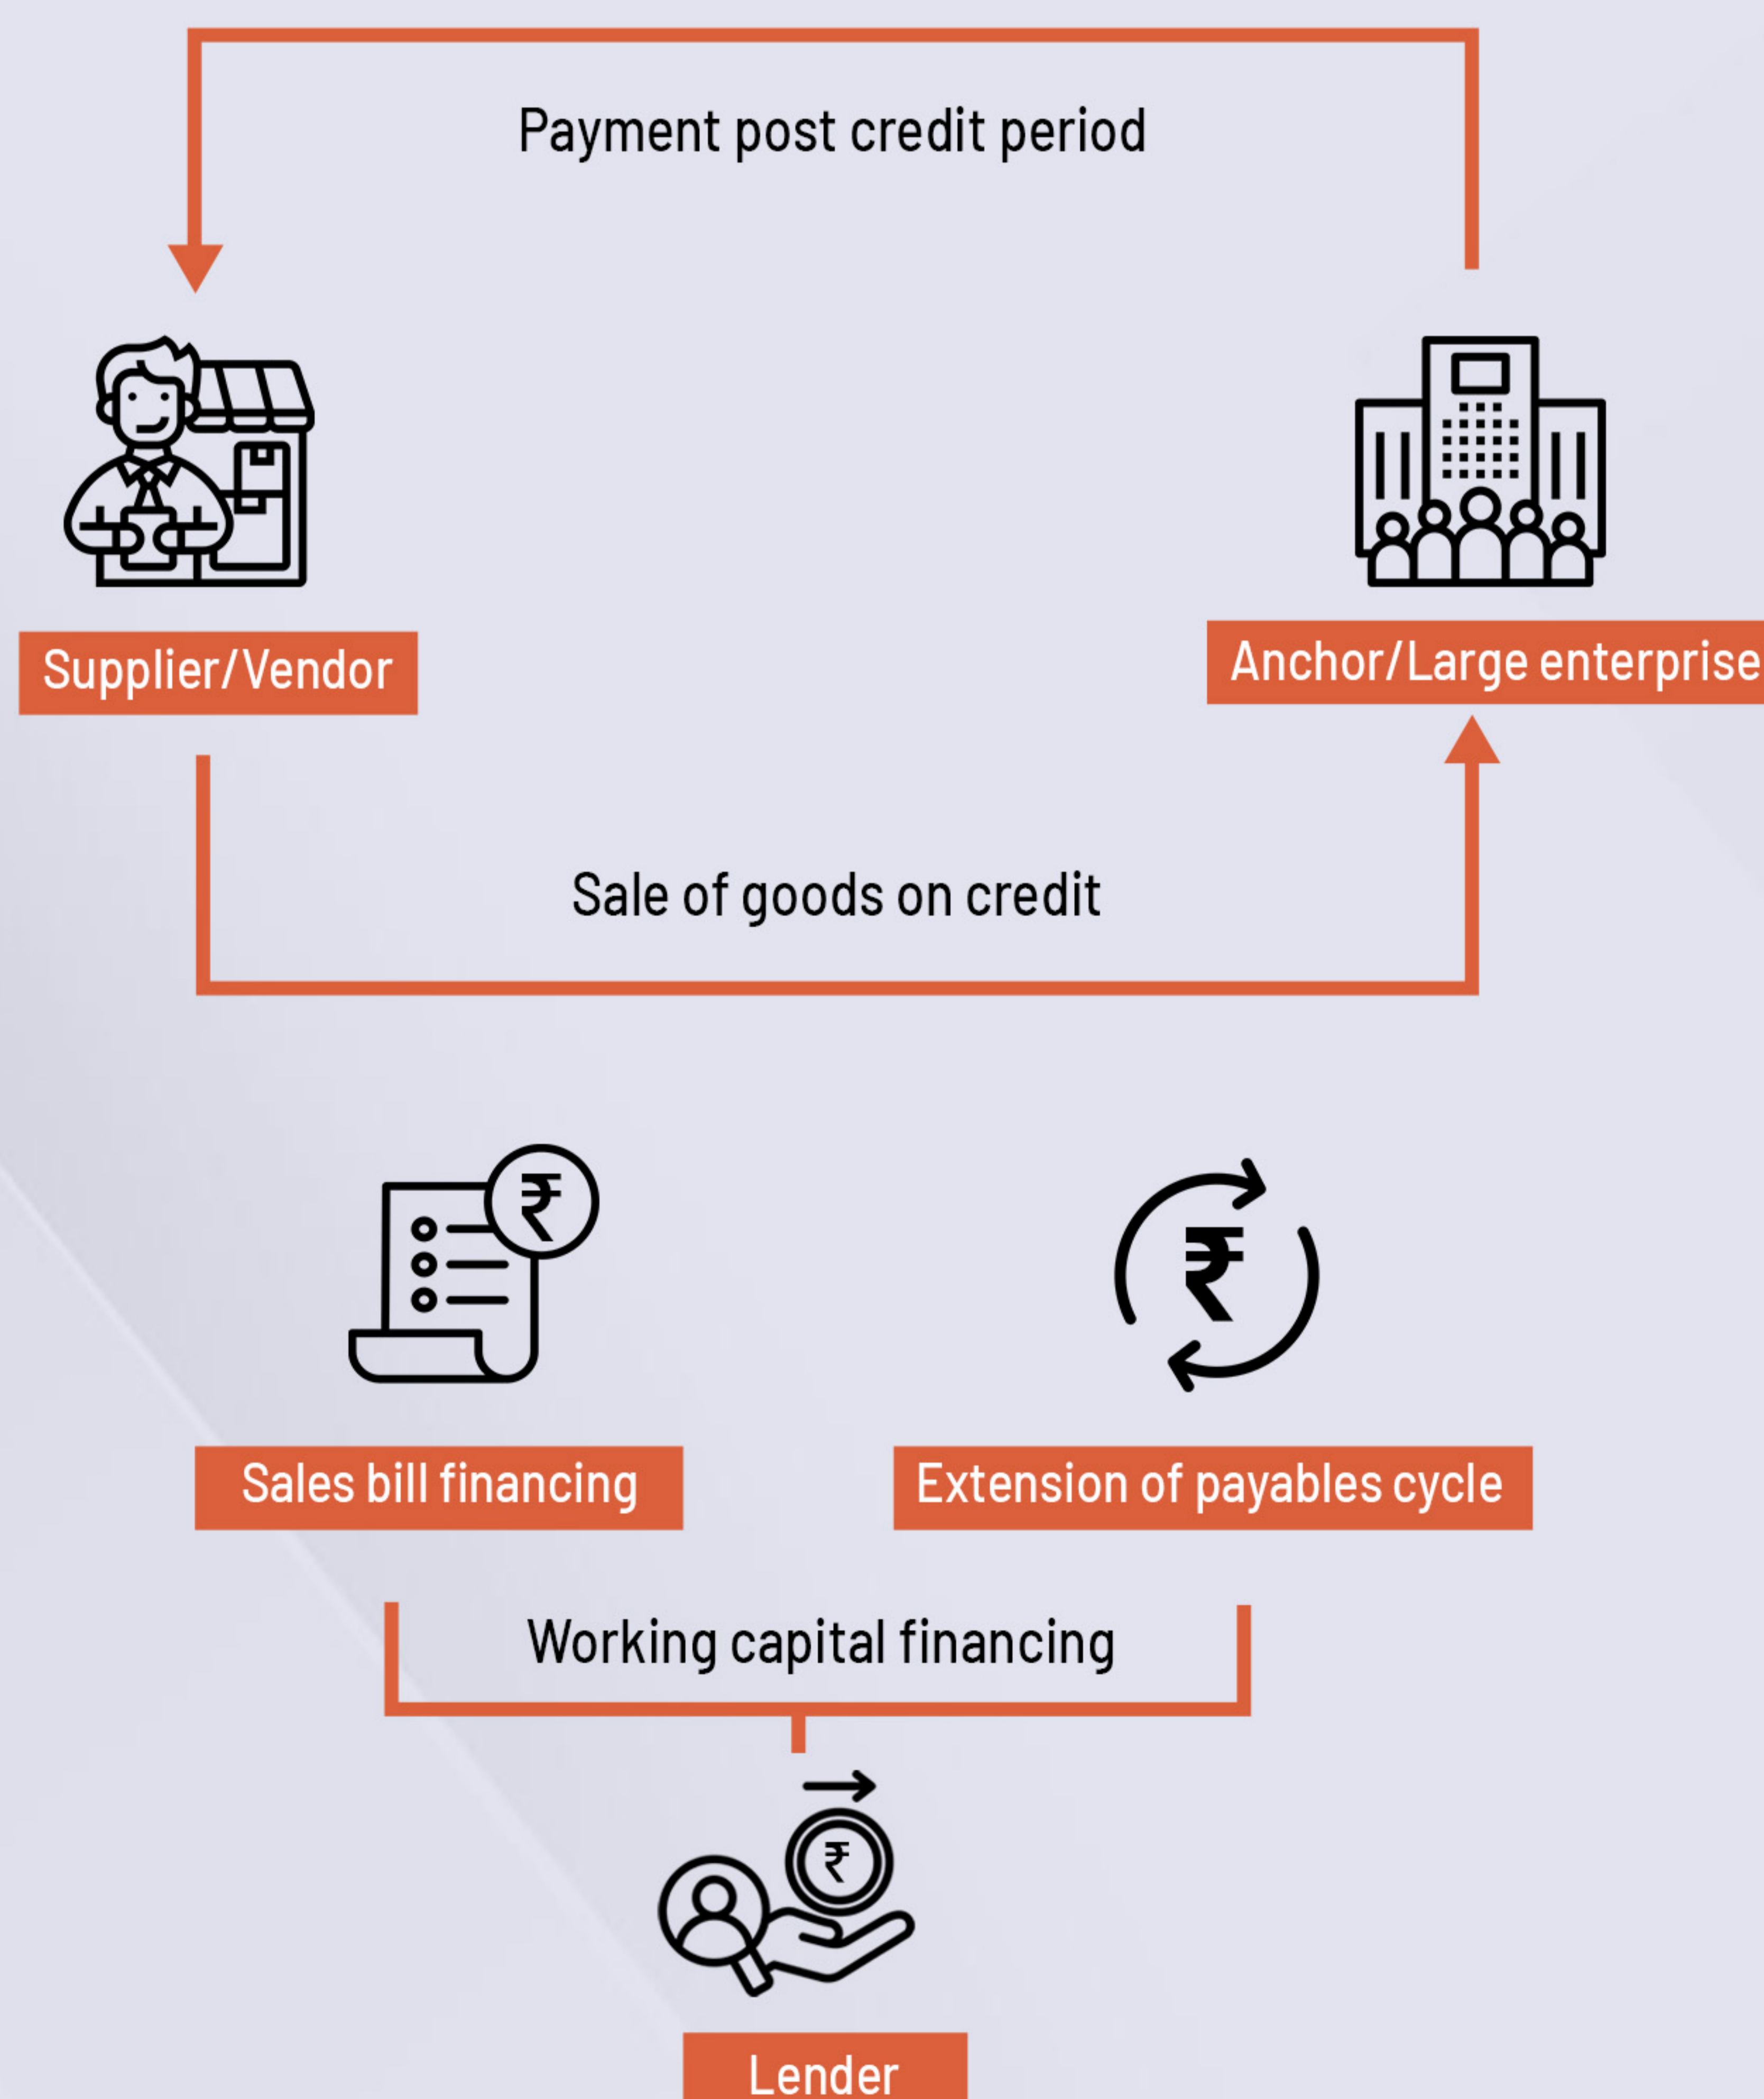 Payment post credit period
Supplier/Vendor
Anchor/Large enterprise
Sale of goods on credit
₹
₹
Sales bill financing
Extension of payables cycle
Working capital financing
₹
Lender